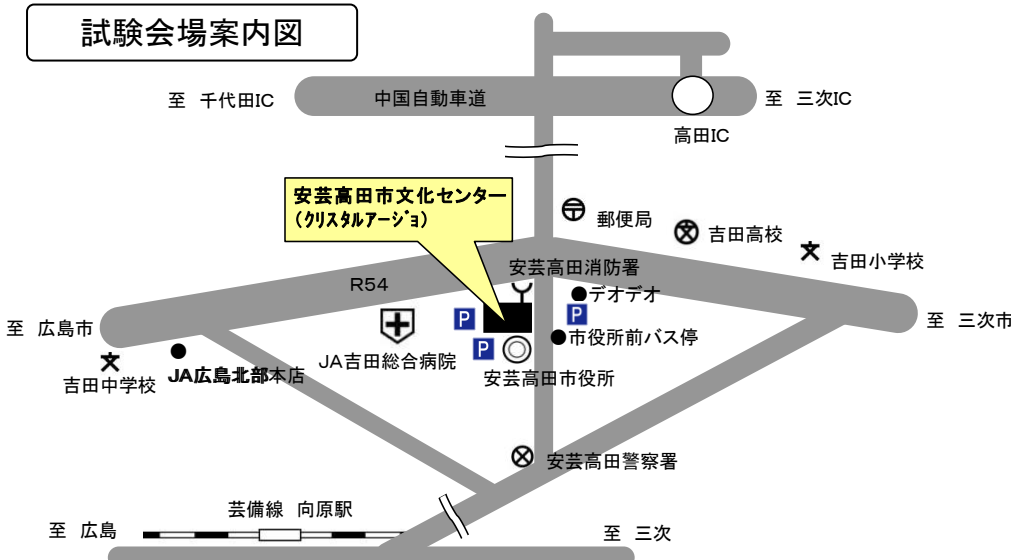 試験会場案内図
至 千代田IC
中国自動車道
至 三次IC
高田IC
安芸高田市文化センター
(クリスタルアージョ)
郵便局
吉田高校
吉田小学校
安芸高田消防署
R54
デオデオ
P
P
至 広島市
至 三次市
市役所前バス停
P
JA吉田総合病院
安芸高田市役所
吉田中学校
JA広島北部本店
安芸高田警察署
芸備線 向原駅
至 広島
至 三次